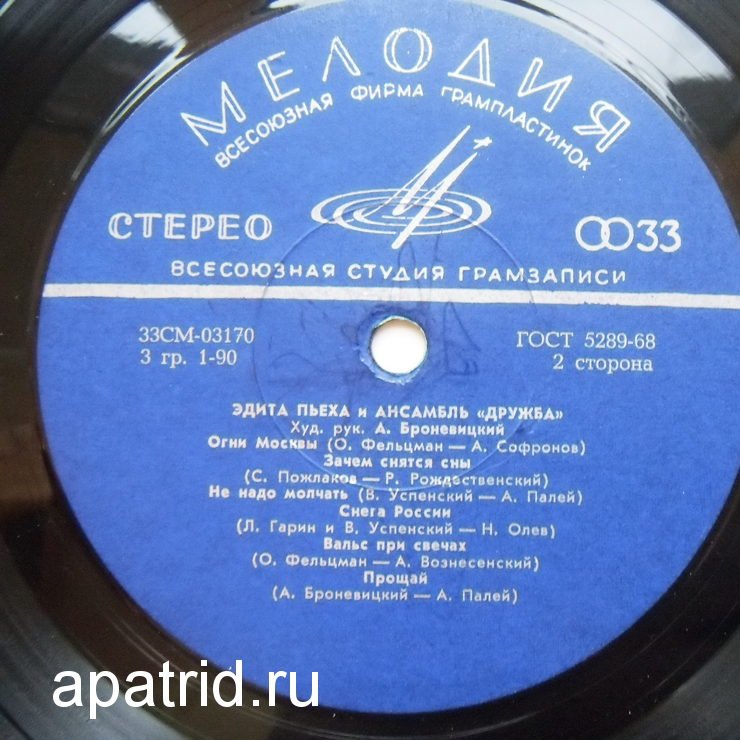 МЕЛОДИЯ
ВСЕСОЮЗНАЯ ФИРМА ГРАМПЛАСТИНОК
СТЕРЕО
33
ВСЕСОЮЗНАЯ СТУДИЯ ГРАМЗАПИСИ
33СМ-03170
ГОСТ 5289-68
3 гр. 1-90
2 сторона
ЭДИТА ПЬЕХА и АНСАМБЛЬ «ДРУЖБА»
Худ. рук. А. Броневицкий
Огни Москвы (О. Фельцман — А. Софронов)
Зачем снятся сны
(С. Пожлаков — Р. Рождественский)
Не надо молчать (В. Успенский — А. Палей)
Снега России
(Л. Гарин и В. Успенский — Н. Олев)
Вальс при свечах
(О. Фельцман — А. Вознесенский)
Прощай
(А. Броневицкий — А. Палей)
apatrid.ru